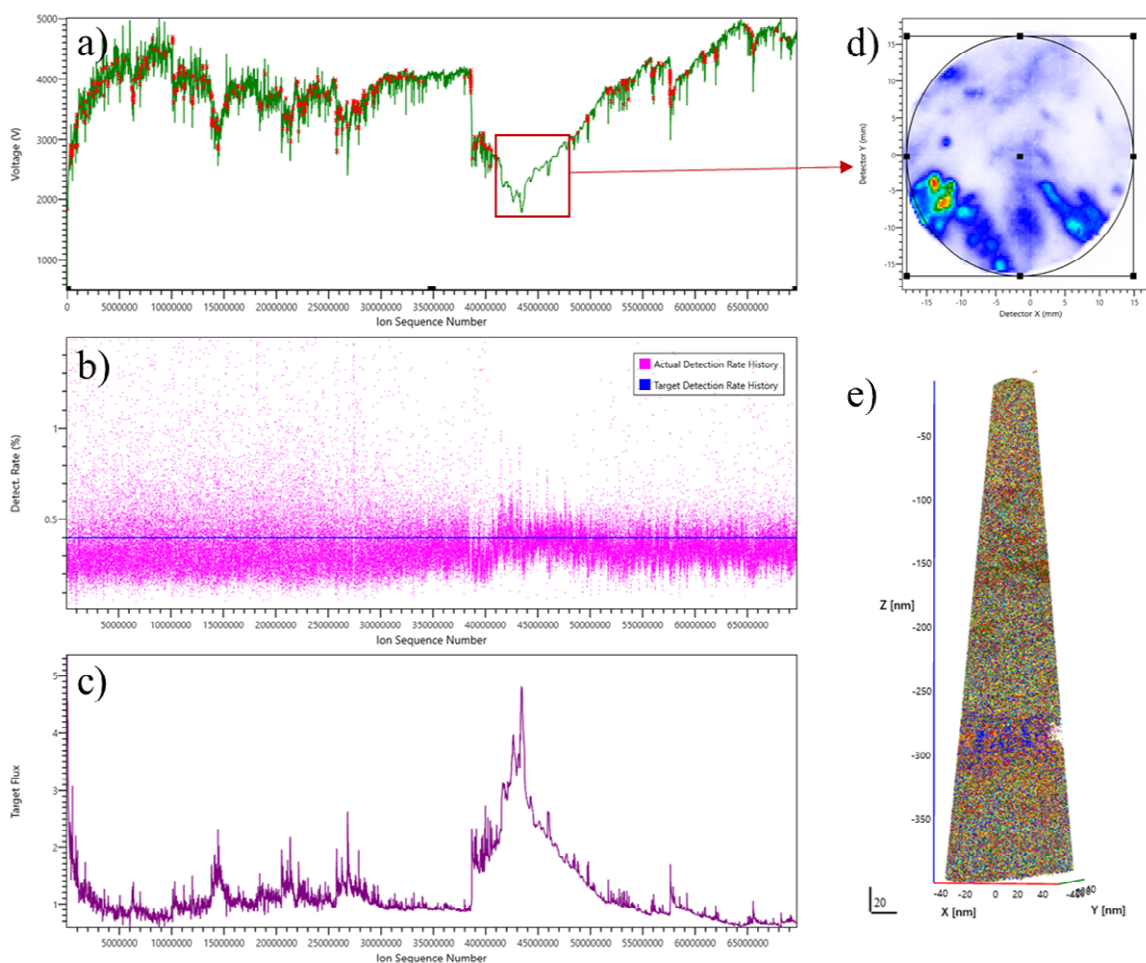 a)
5000
4000
3000
2000
1000
Voltage (V)
0 5000000 10000000 15000000 20000000 25000000 30000000 35000000 40000000 45000000 50000000 55000000 60000000 65000000
Ion Sequence Number
d)
15
10
5
0
-5
-10
-15
Detector Y (mm)
-15 -10 -5 0 5 10 15
Detector X (mm)
b)
Actual Detection Rate History
Target Detection Rate History
1
0.5
Detect. Rate (%)
5000000 10000000 15000000 20000000 25000000 30000000 35000000 40000000 45000000 50000000 55000000 60000000 65000000
Ion Sequence Number
c)
5
4
3
2
1
Target Flux
5000000 10000000 15000000 20000000 25000000 30000000 35000000 40000000 45000000 50000000 55000000 60000000 65000000
Ion Sequence Number
e)
-50
-100
-150
Z [nm]
-200
-250
-300
-350
20
-40 -20 0 20 40
X [nm]
Y [nm]